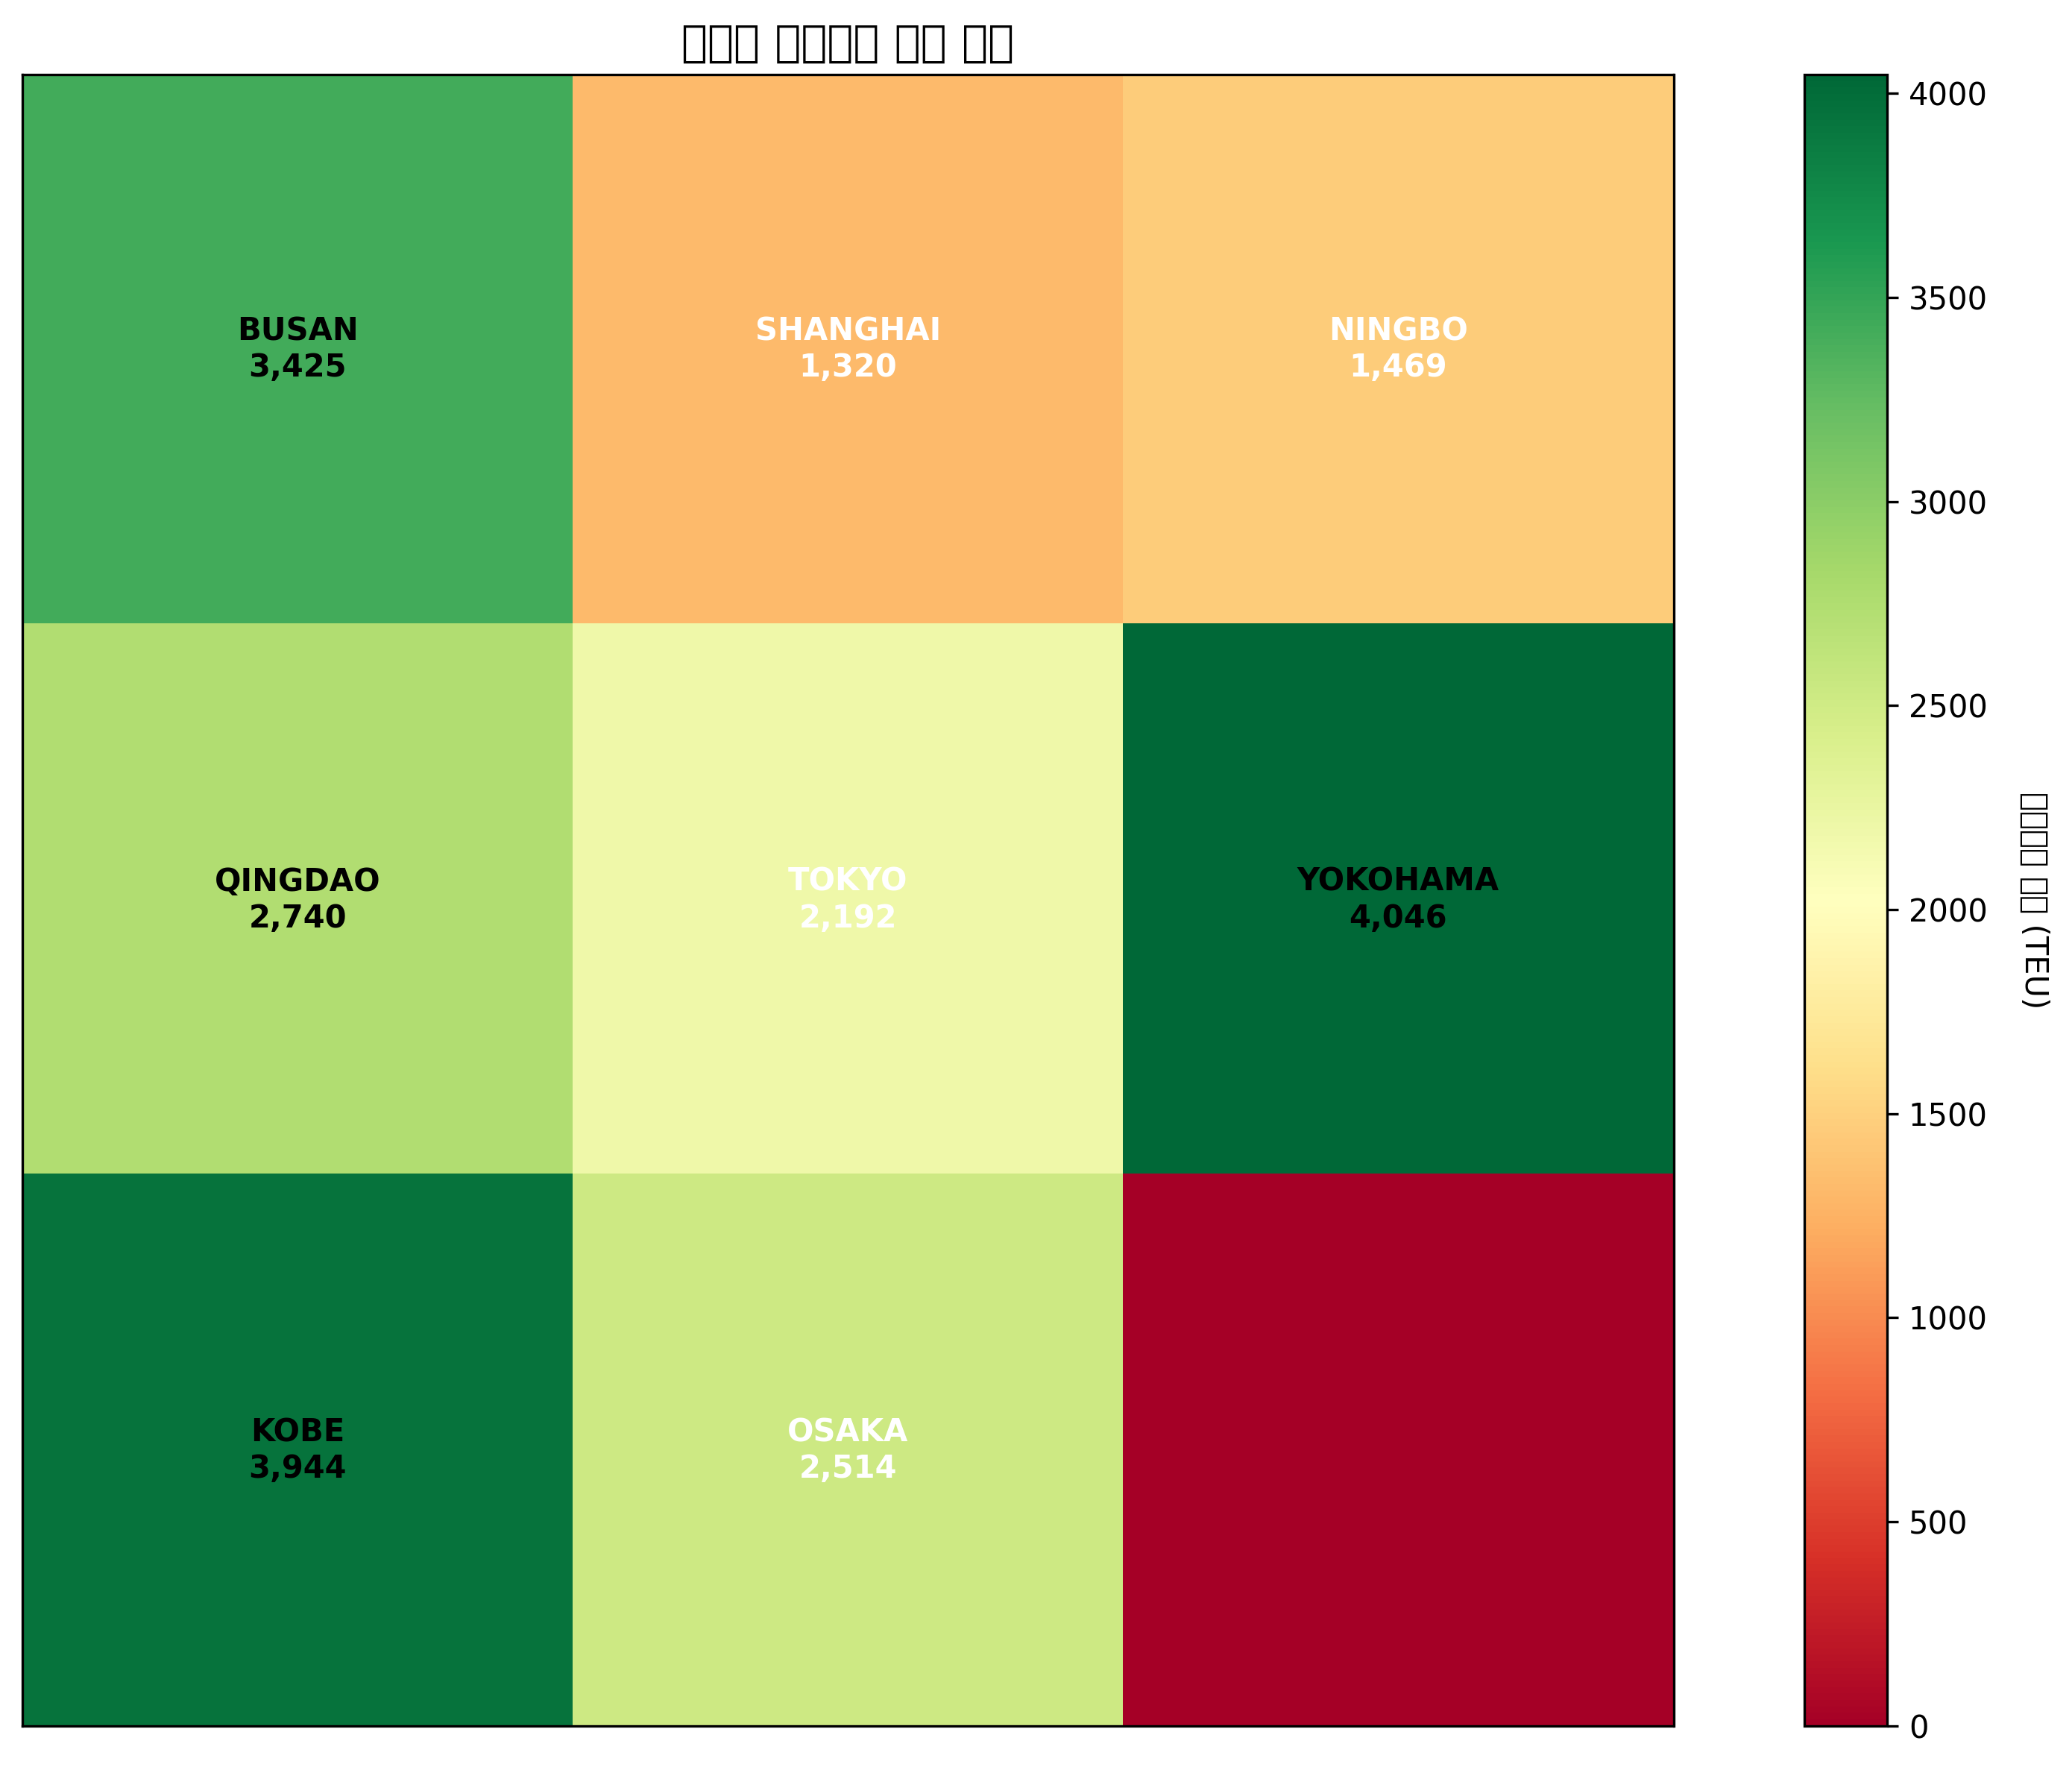 BUSAN
3,425
SHANGHAI
1,320
NINGBO
1,469
QINGDAO
2,740
TOKYO
2,192
YOKOHAMA
4,046
KOBE
3,944
OSAKA
2,514
4000
3500
3000
2500
2000
1500
1000
500
0
(TEU)